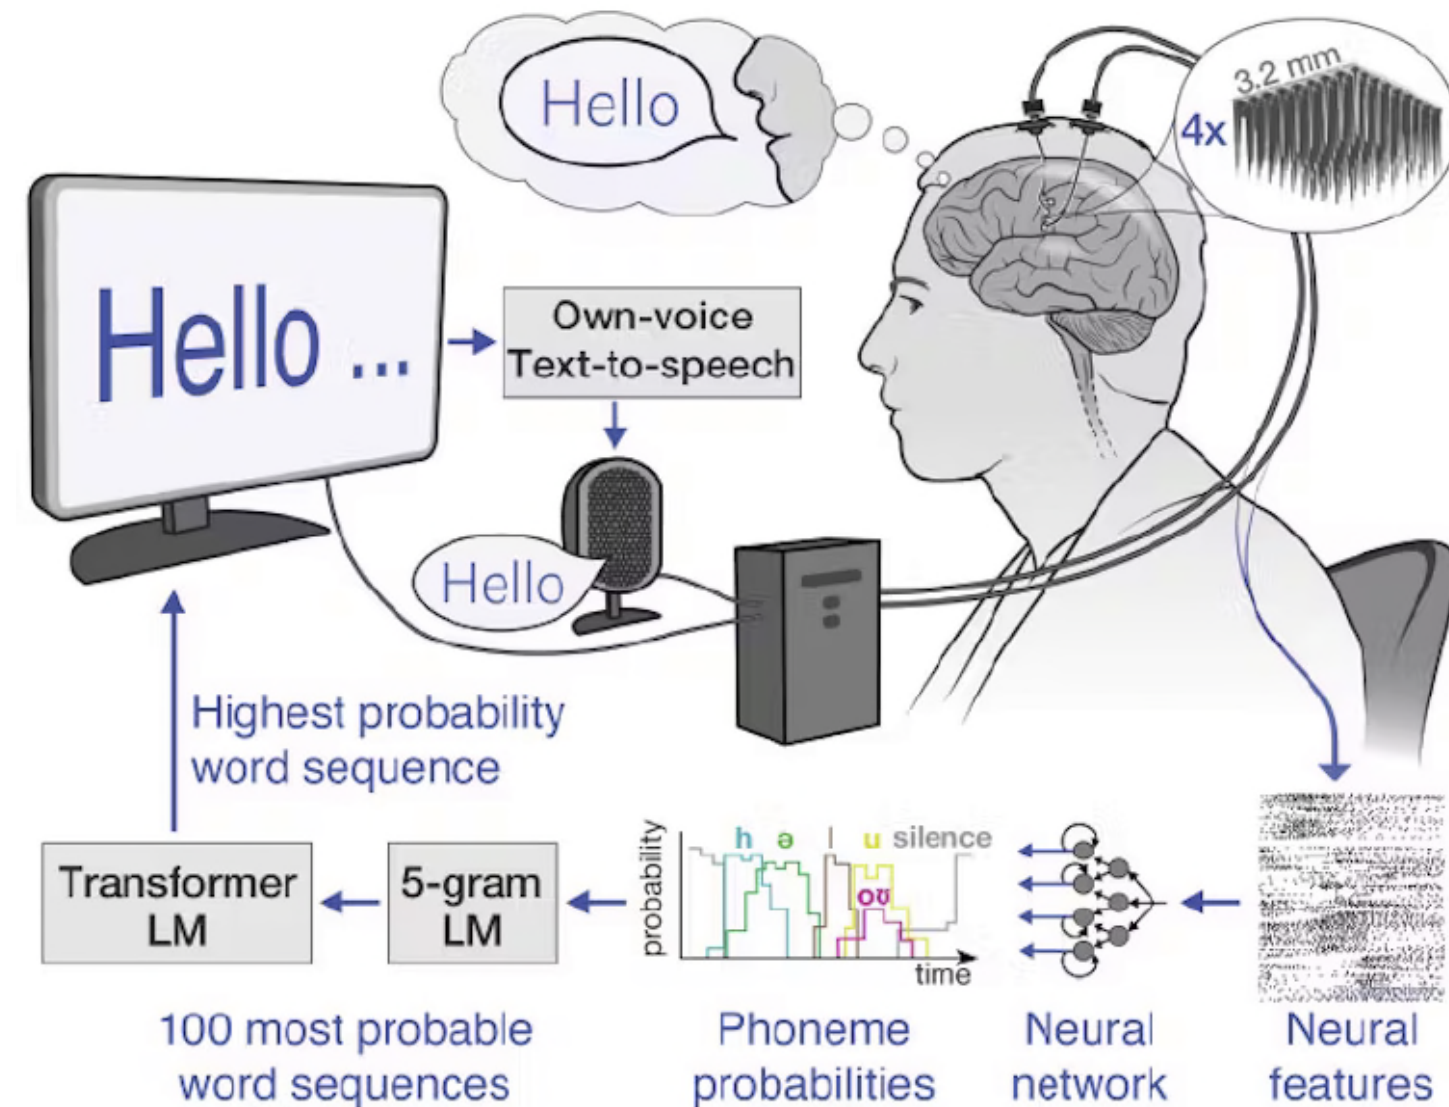 Hello
3.2 mm
4x
Hello ...
Own-voice
Text-to-speech
Hello
Highest probability
word sequence
Transformer
LM
5-gram
LM
probability
h ə l u silence
oʊ
time
100 most probable
word sequences
Phoneme
probabilities
Neural
network
Neural
features